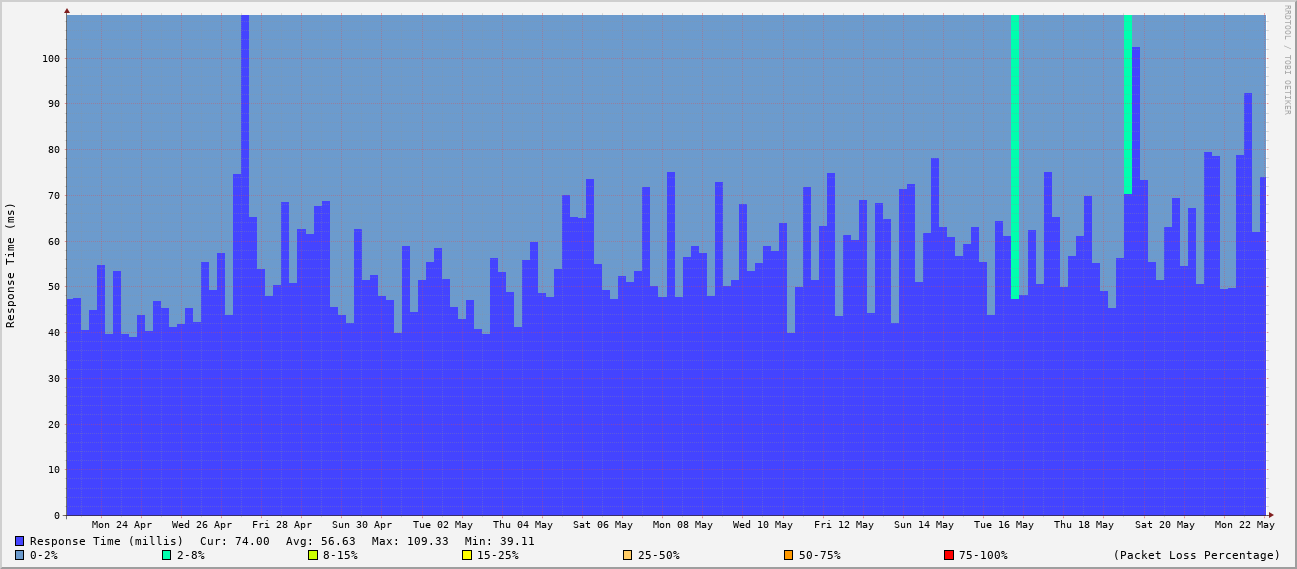 RRDTOOL / TOBI OETIKER
Response Time (ms)
100
90
80
70
60
50
40
30
20
10
0
Mon 24 Apr Wed 26 Apr Fri 28 Apr Sun 30 Apr Tue 02 May Thu 04 May Sat 06 May Mon 08 May Wed 10 May Fri 12 May Sun 14 May Tue 16 May Thu 18 May Sat 20 May Mon 22 May
Response Time (millis) Cur: 74.00 Avg: 56.63 Max: 109.33 Min: 39.11
0-2% 2-8% 8-15% 15-25% 25-50% 50-75% 75-100% (Packet Loss Percentage)